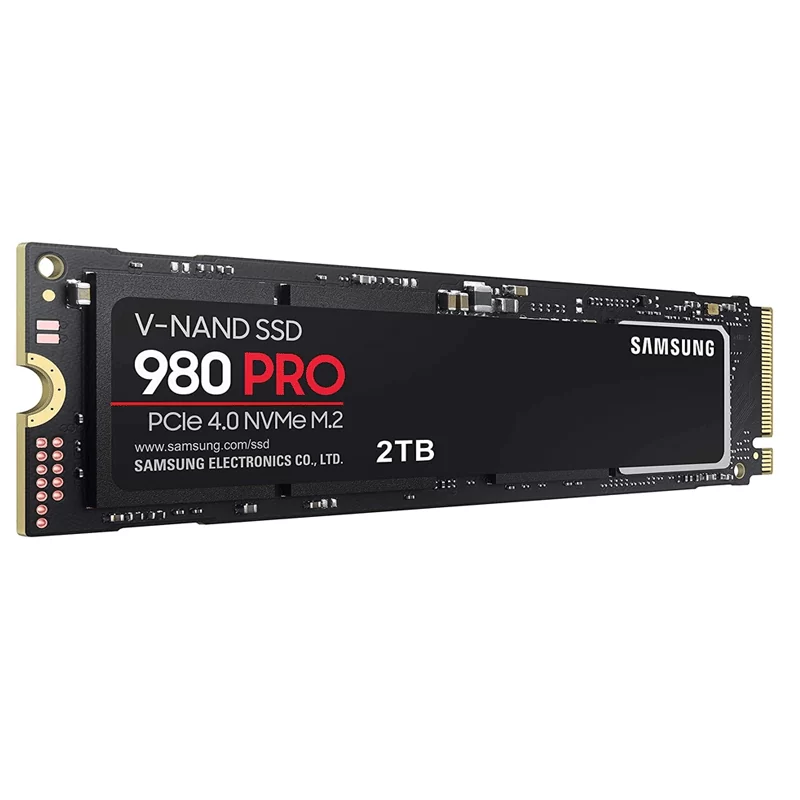 V-NAND SSD
980 PRO
PCIe 4.0 NVMe M.2
www.samsung.com/ssd
SAMSUNG ELECTRONICS CO., LTD.
2TB
SAMSUNG